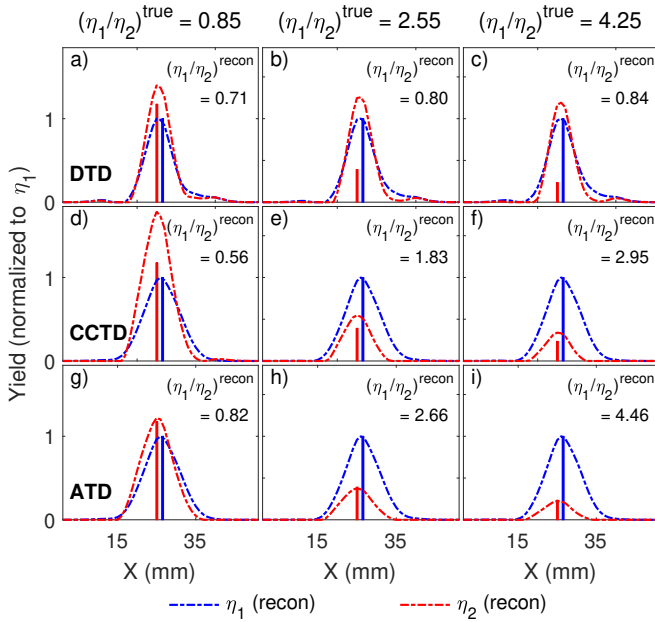 (η₁/η₂)^true = 0.85 (η₁/η₂)^true = 2.55 (η₁/η₂)^true = 4.25
a) (η₁/η₂)^recon b) (η₁/η₂)^recon c) (η₁/η₂)^recon
= 0.71 = 0.80 = 0.84
1
DTD
0
d) (η₁/η₂)^recon e) (η₁/η₂)^recon f) (η₁/η₂)^recon
= 0.56 = 1.83 = 2.95
1
CCTD
0
g) (η₁/η₂)^recon h) (η₁/η₂)^recon i) (η₁/η₂)^recon
= 0.82 = 2.66 = 4.46
1
ATD
0
Yield (normalized to η₁)
15 35 15 35 15 35
X (mm) X (mm) X (mm)
η₁ (recon) η₂ (recon)